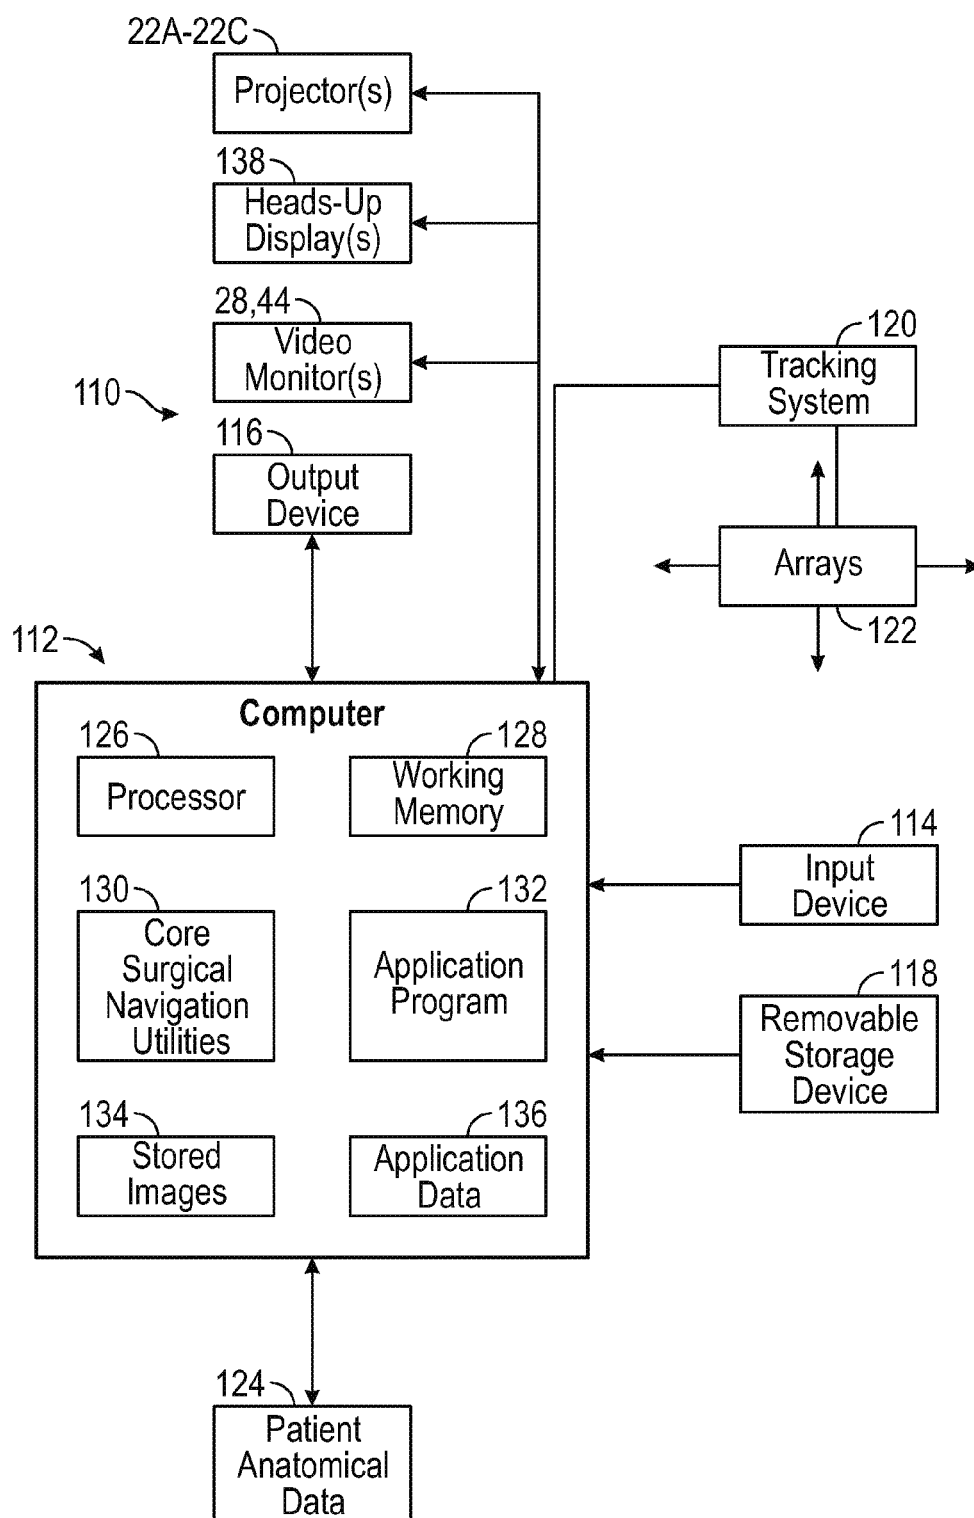 22A-22C
Projector(s)
138
Heads-Up
Display(s)
28,44
Video
Monitor(s)
110
116
Output
Device
120
Tracking
System
Arrays
122
112
Computer
126
Processor
128
Working
Memory
130
Core
Surgical
Navigation
Utilities
132
Application
Program
134
Stored
Images
136
Application
Data
114
Input
Device
118
Removable
Storage
Device
124
Patient
Anatomical
Data